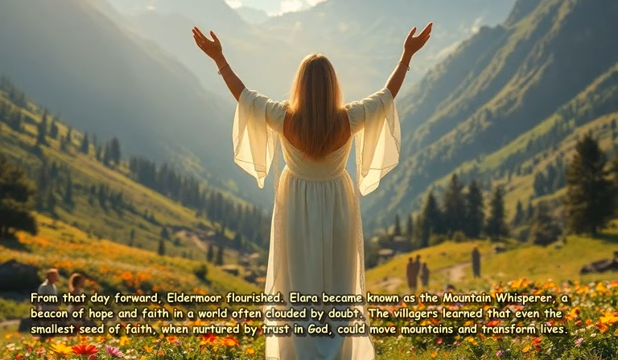 From that day forward, Eldermoor flourished. Elara became known as the Mountain Whisperer, a
beacon of hope and faith in a world often clouded by doubt. The villagers learned that even the
smallest seed of faith, when nurtured by trust in God, could move mountains and transform lives.